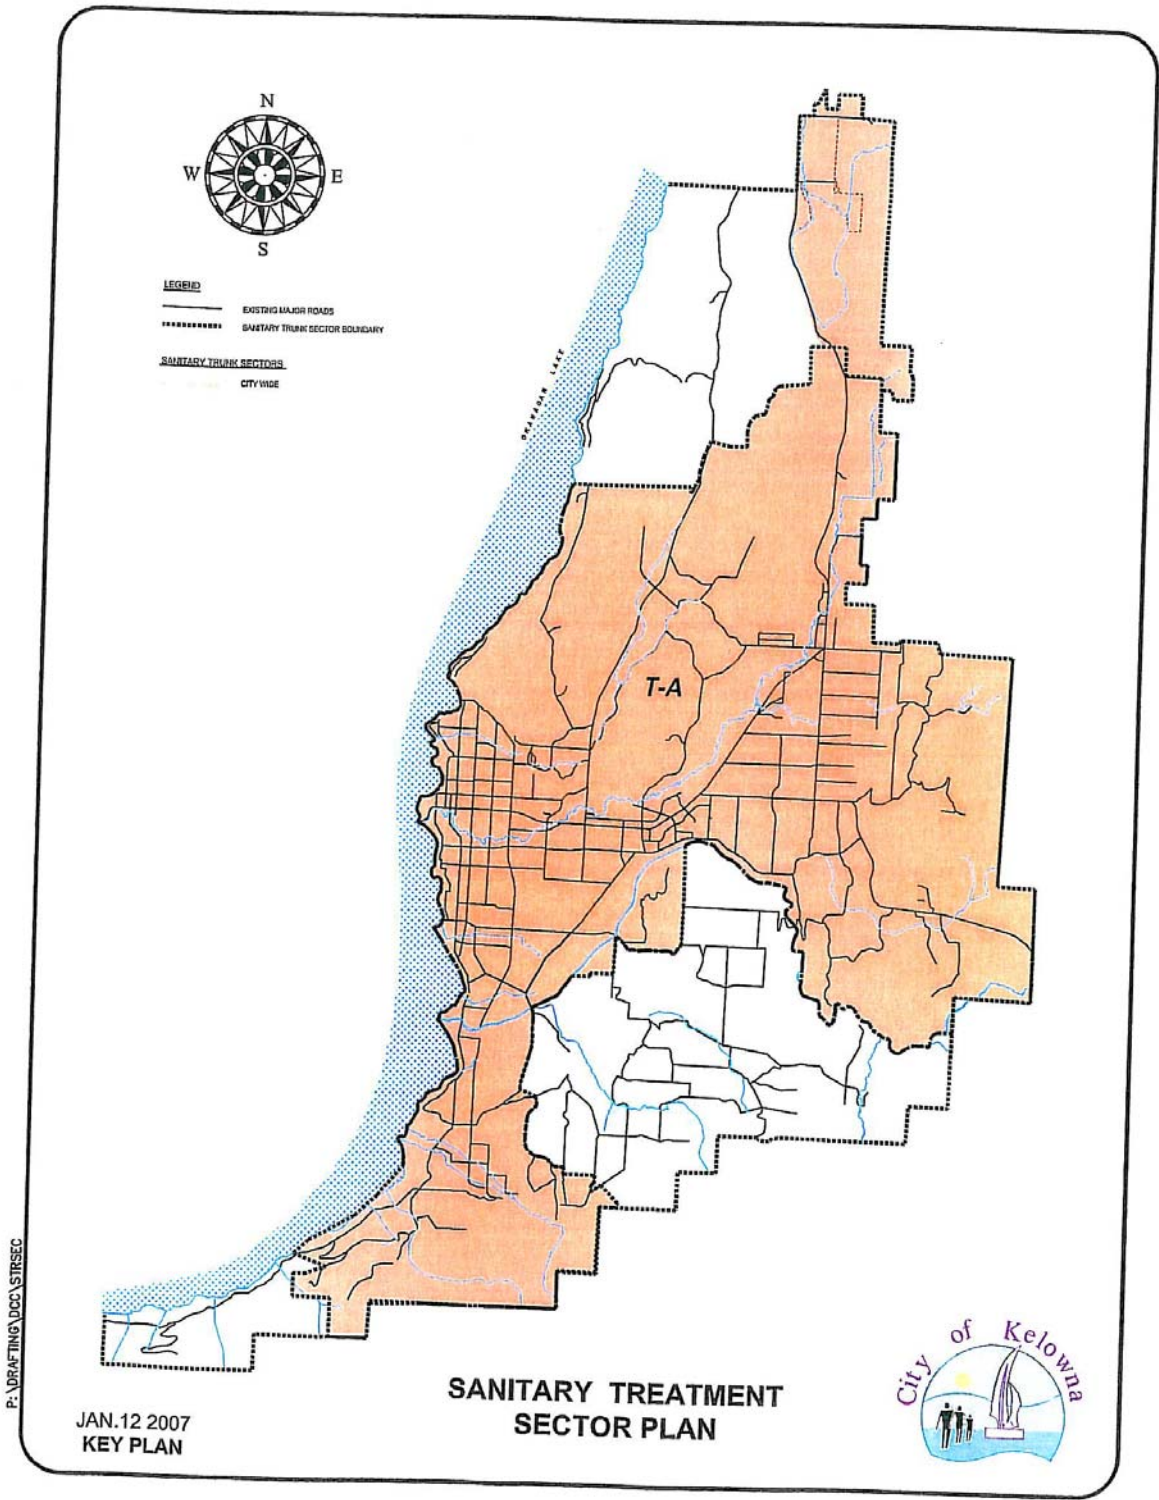 N
W
E
S
LEGEND
EXISTING MAJOR ROADS
SANITARY TRUNK SECTOR BOUNDARY
SANITARY TRUNK SECTORS
CITY WIDE
OKANAGAN LAKE
T-A
P:\DRAFTING\DCC\STRSEC
JAN.12 2007
KEY PLAN
SANITARY TREATMENT
SECTOR PLAN
City of Kelowna